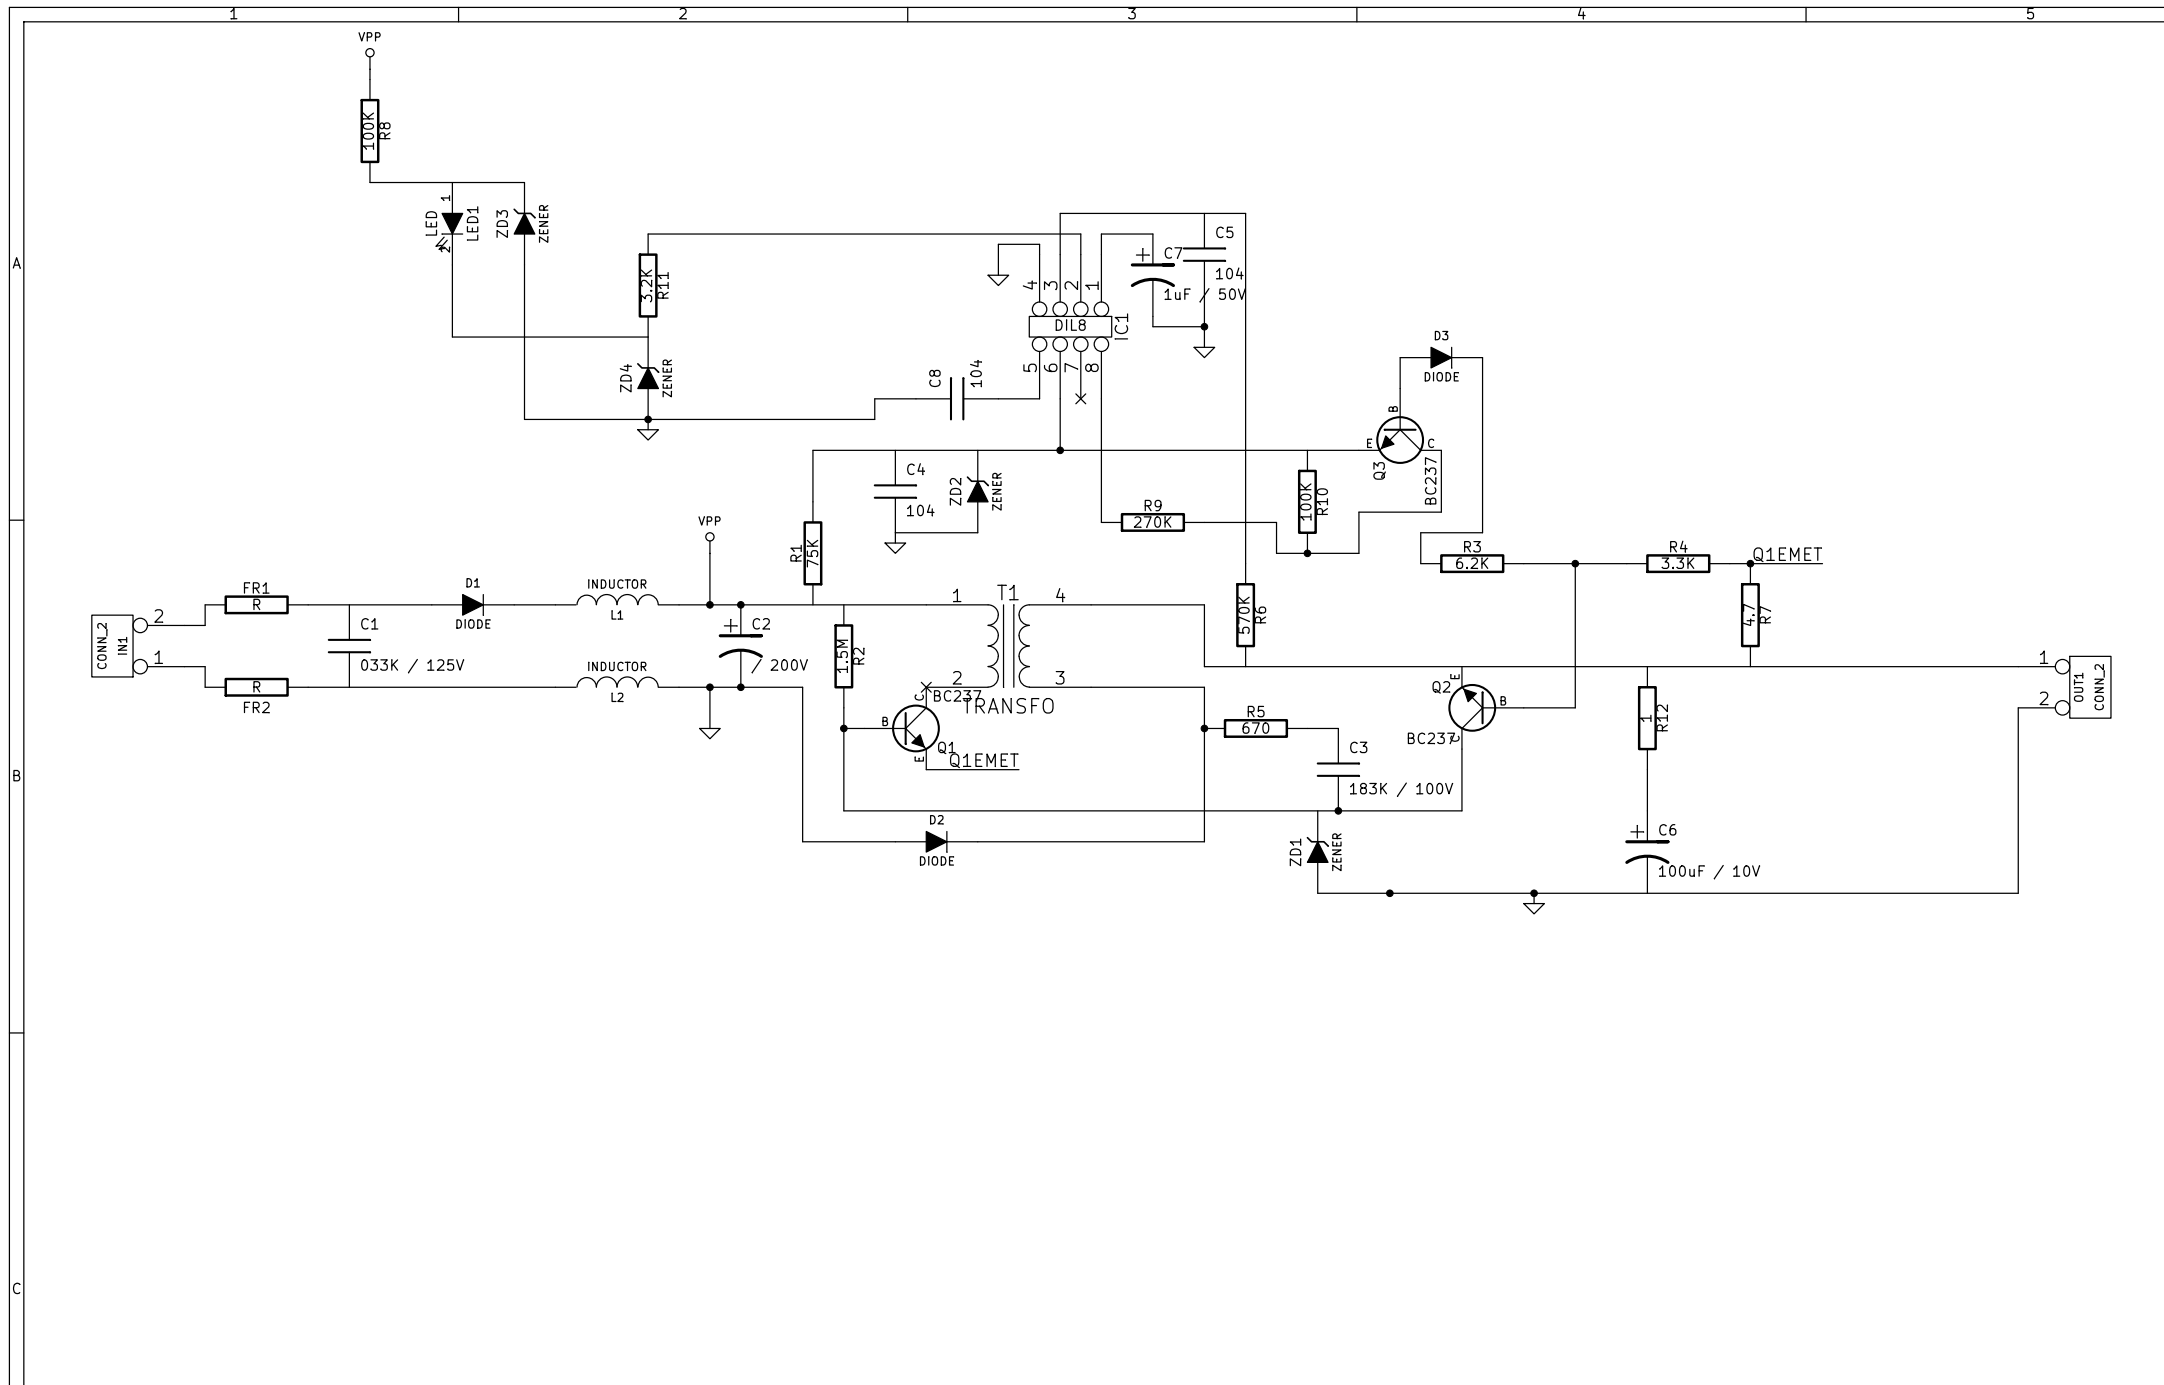 1 2 3 4 5
VPP
100K
R8
1
LED
LED1
2
ZD3
ZENER
A
3.2K
R11
4 3 2 1
DIL8
IC1
5 6 7 8
C7
1uF / 50V
C5
104
ZD4
ZENER
C8
104
D3
DIODE
B
E
C
Q3
BC237
C4
104
ZD2
ZENER
100K
R10
R9
270K
VPP
R1
75K
R3
6.2K
R4
3.3K
Q1EMET
FR1
R
D1
DIODE
INDUCTOR
L1
1
T1
4
570K
R6
4.7
R7
CONN_2
IN1
2
1
C1
033K / 125V
C2
/ 200V
1.5M
R2
INDUCTOR
L2
R
FR2
2
3
TRANSFO
C
BC237
B
Q1
E
Q1EMET
R5
670
C3
183K / 100V
E
Q2
B
BC237
C
1
R12
1
2
OUT1
CONN_2
B
D2
DIODE
ZD1
ZENER
C6
100uF / 10V
C